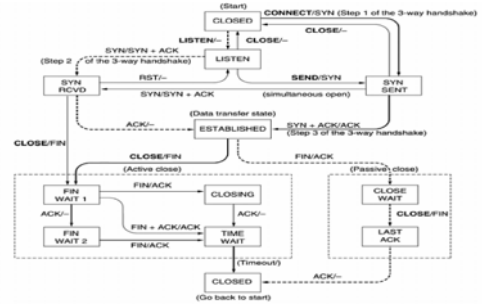 (Start)
CLOSED
CONNECT/SYN (Step 1 of the 3-way handshake)
CLOSE/–
LISTEN/–
CLOSE/–
SYN/SYN + ACK
(Step 2 of the 3-way handshake)
LISTEN
SYN
RCVD
RST/–
SEND/SYN
SYN
SENT
SYN/SYN + ACK
(simultaneous open)
(Data transfer state)
ACK/–
ESTABLISHED
SYN + ACK/ACK
(Step 3 of the 3-way handshake)
CLOSE/FIN
CLOSE/FIN
FIN/ACK
(Active close)
(Passive close)
FIN
WAIT 1
FIN/ACK
CLOSING
CLOSE
WAIT
ACK/–
ACK/–
CLOSE/FIN
FIN + ACK/ACK
FIN
WAIT 2
FIN/ACK
TIME
WAIT
LAST
ACK
(Timeout/)
CLOSED
ACK/–
(Go back to start)